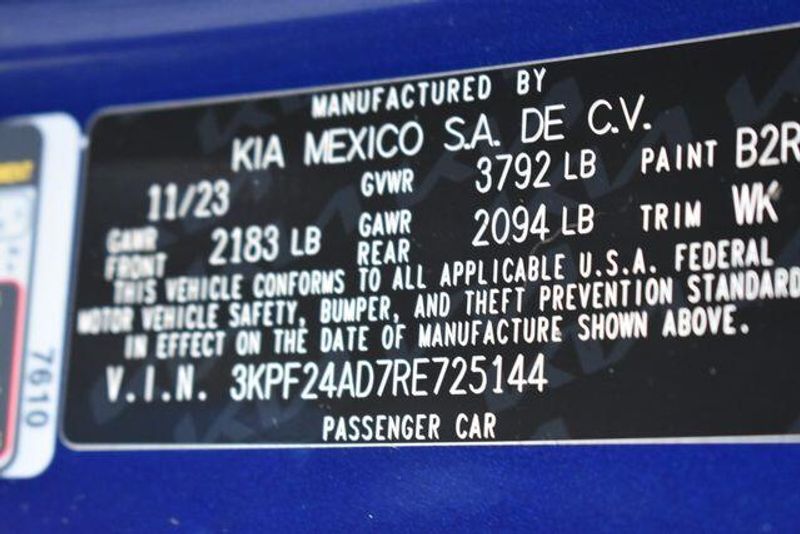 MANUFACTURED BY
KIA MEXICO S.A. DE C.V.
11/23 GVWR 3792 LB PAINT B2R
GAWR FRONT 2183 LB GAWR REAR 2094 LB TRIM WK
THIS VEHICLE CONFORMS TO ALL APPLICABLE U.S.A. FEDERAL
MOTOR VEHICLE SAFETY, BUMPER, AND THEFT PREVENTION STANDARD
IN EFFECT ON THE DATE OF MANUFACTURE SHOWN ABOVE.
V.I.N. 3KPF24AD7RE725144
PASSENGER CAR
7610